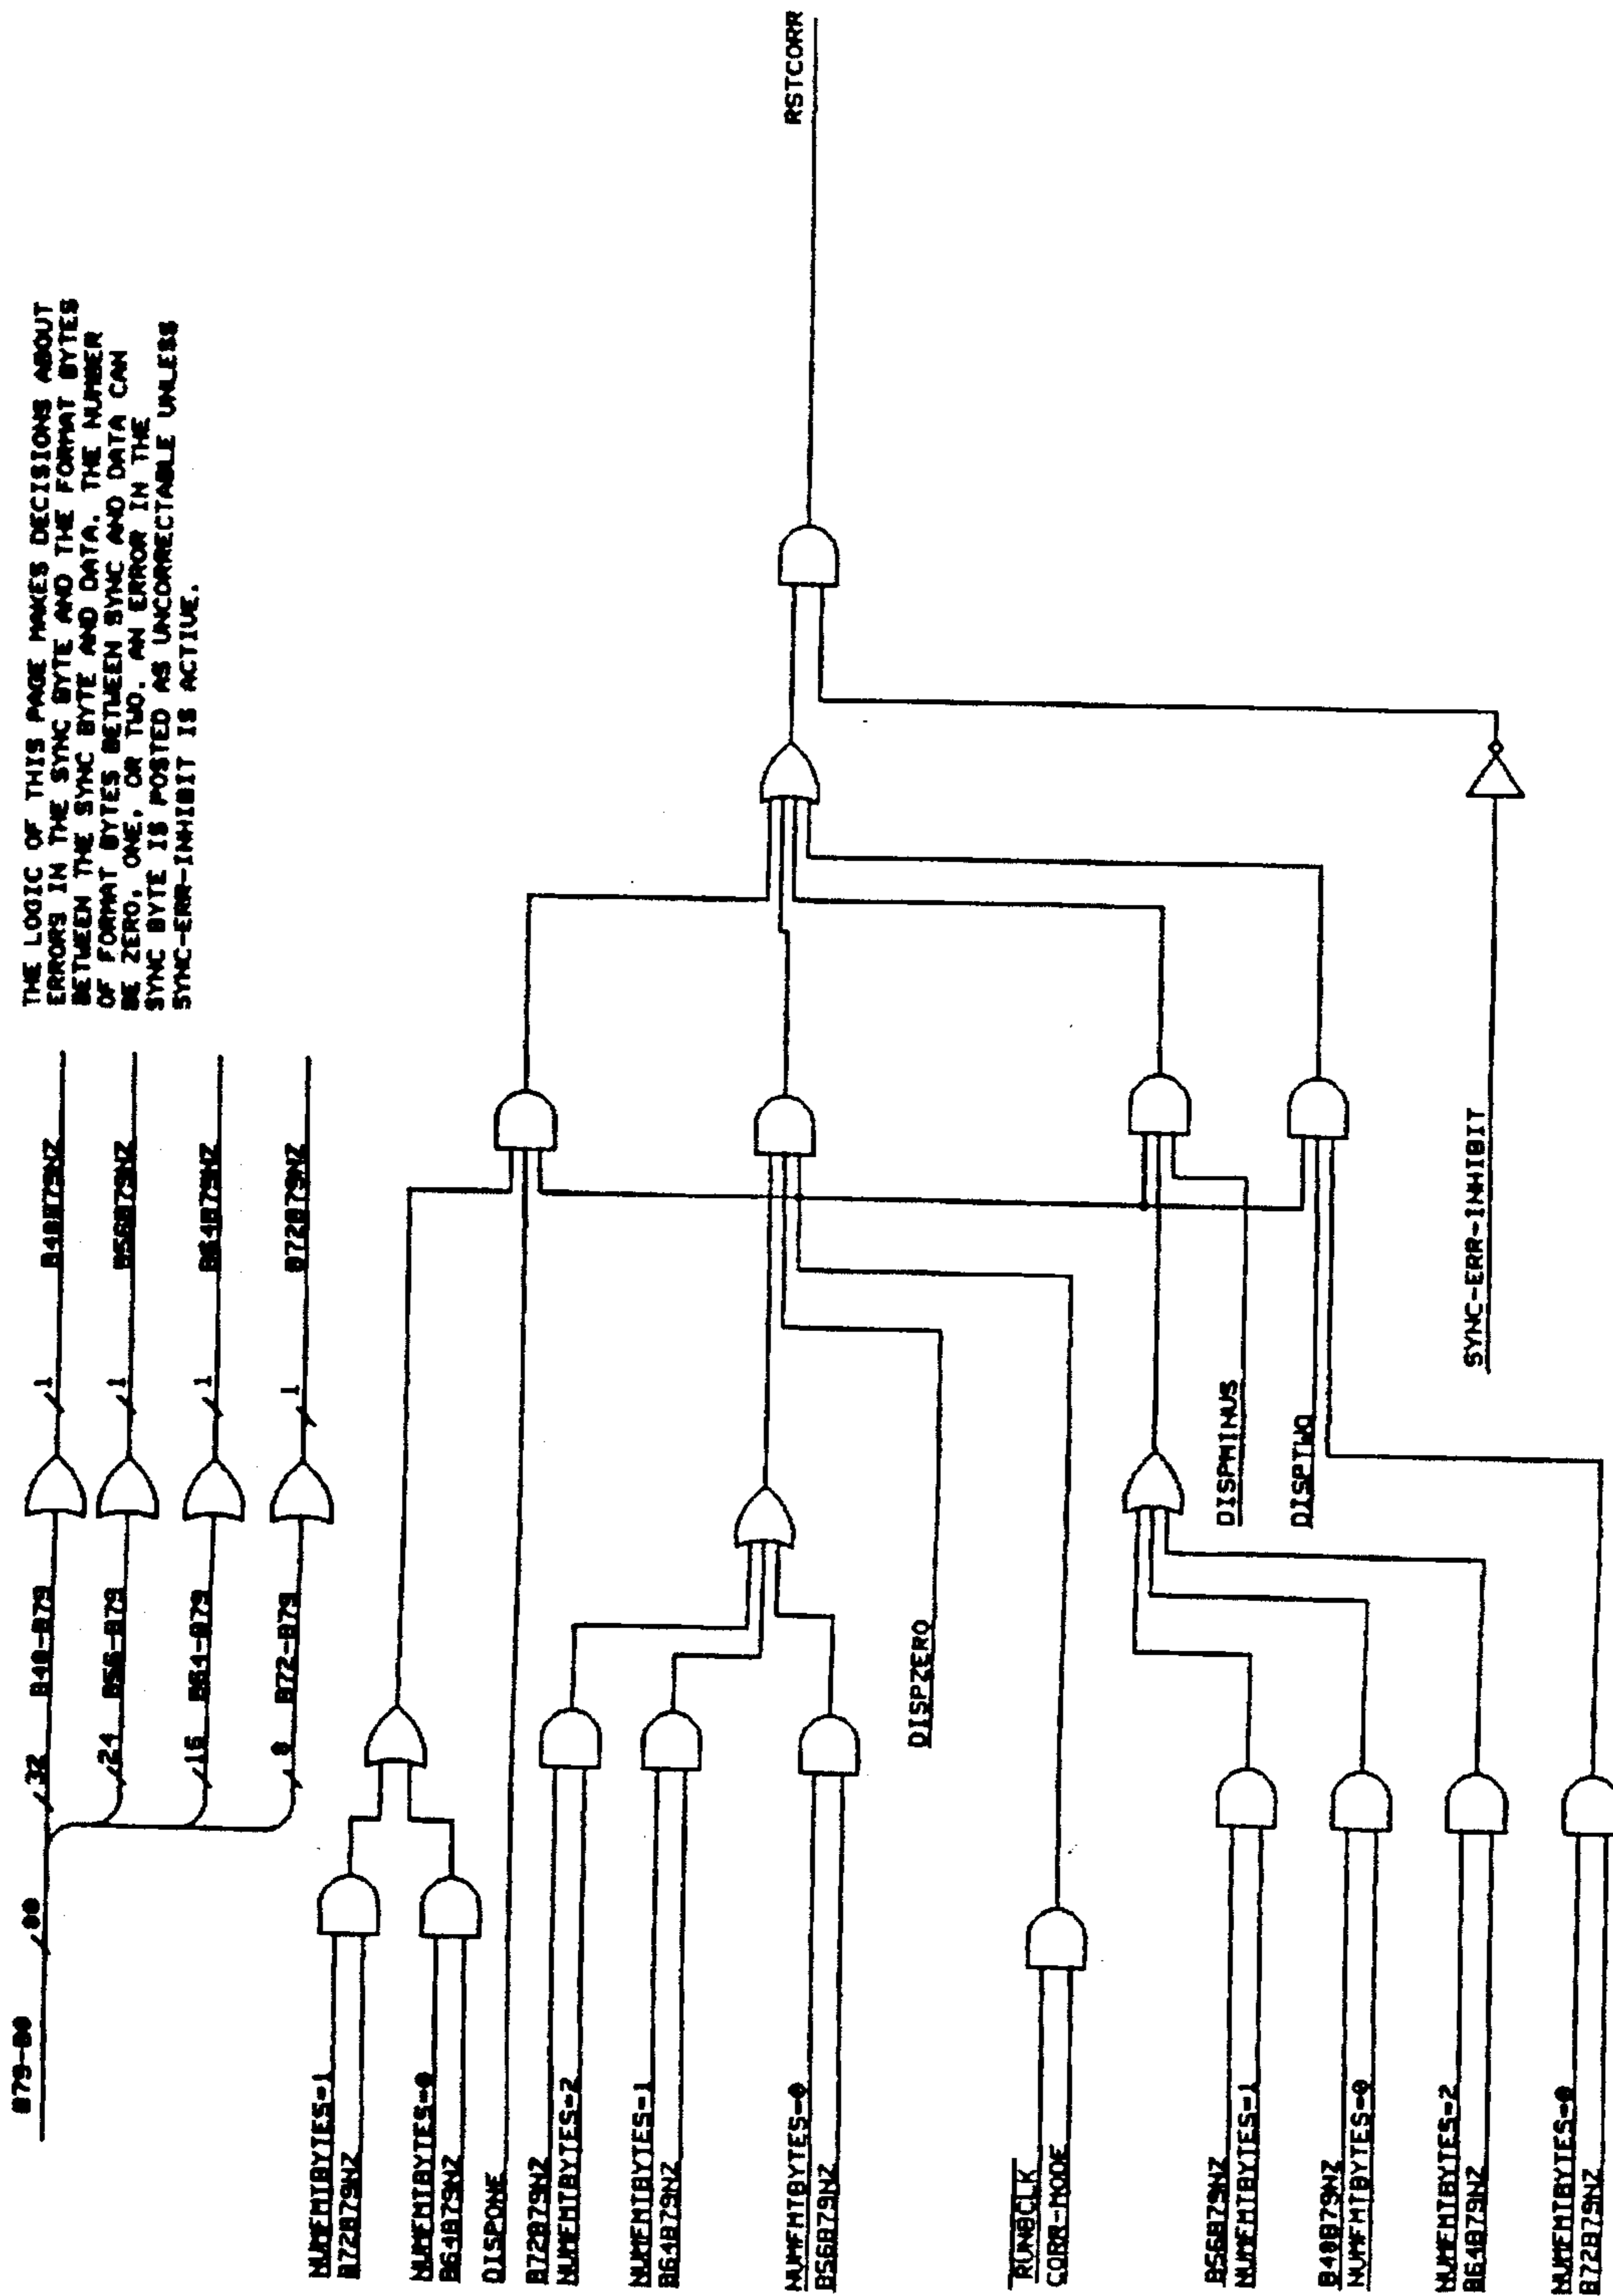 THE LOGIC OF THIS PAGE MAKES DECISIONS ABOUT
ERRORS IN THE SYNC BYTE AND THE FORMAT BYTES
BETWEEN THE SYNC BYTE AND DATA. THE NUMBER
OF FORMAT BYTES BETWEEN SYNC AND DATA CAN
BE ZERO, ONE, OR TWO. AN ERROR IN THE
SYNC BYTE IS POSTED AS UNCORRECTABLE UNLESS
SYNC-ERR-INHIBIT IS ACTIVE.
B79-B0
80
32
B48-B79
1
B48B79NZ
24
B56-B79
1
B56B79NZ
16
B64-B79
1
B64B79NZ
8
B72-B79
1
B72B79NZ
NUMFMTBYTES=1
B72B79NZ
NUMFMTBYTES=0
B64B79NZ
DISPONE
B72B79NZ
NUMFMTBYTES=2
NUMFMTBYTES=1
B64B79NZ
NUMFMTBYTES=0
B56B79NZ
DISPZERO
RUNBCLK
CORR-MODE
B56B79NZ
NUMFMTBYTES=1
B48B79NZ
NUMFMTBYTES=0
NUMFMTBYTES=2
B64B79NZ
NUMFMTBYTES=0
B72B79NZ
DISPMINUS
DISPTWO
SYNC-ERR-INHIBIT
RSTCORR